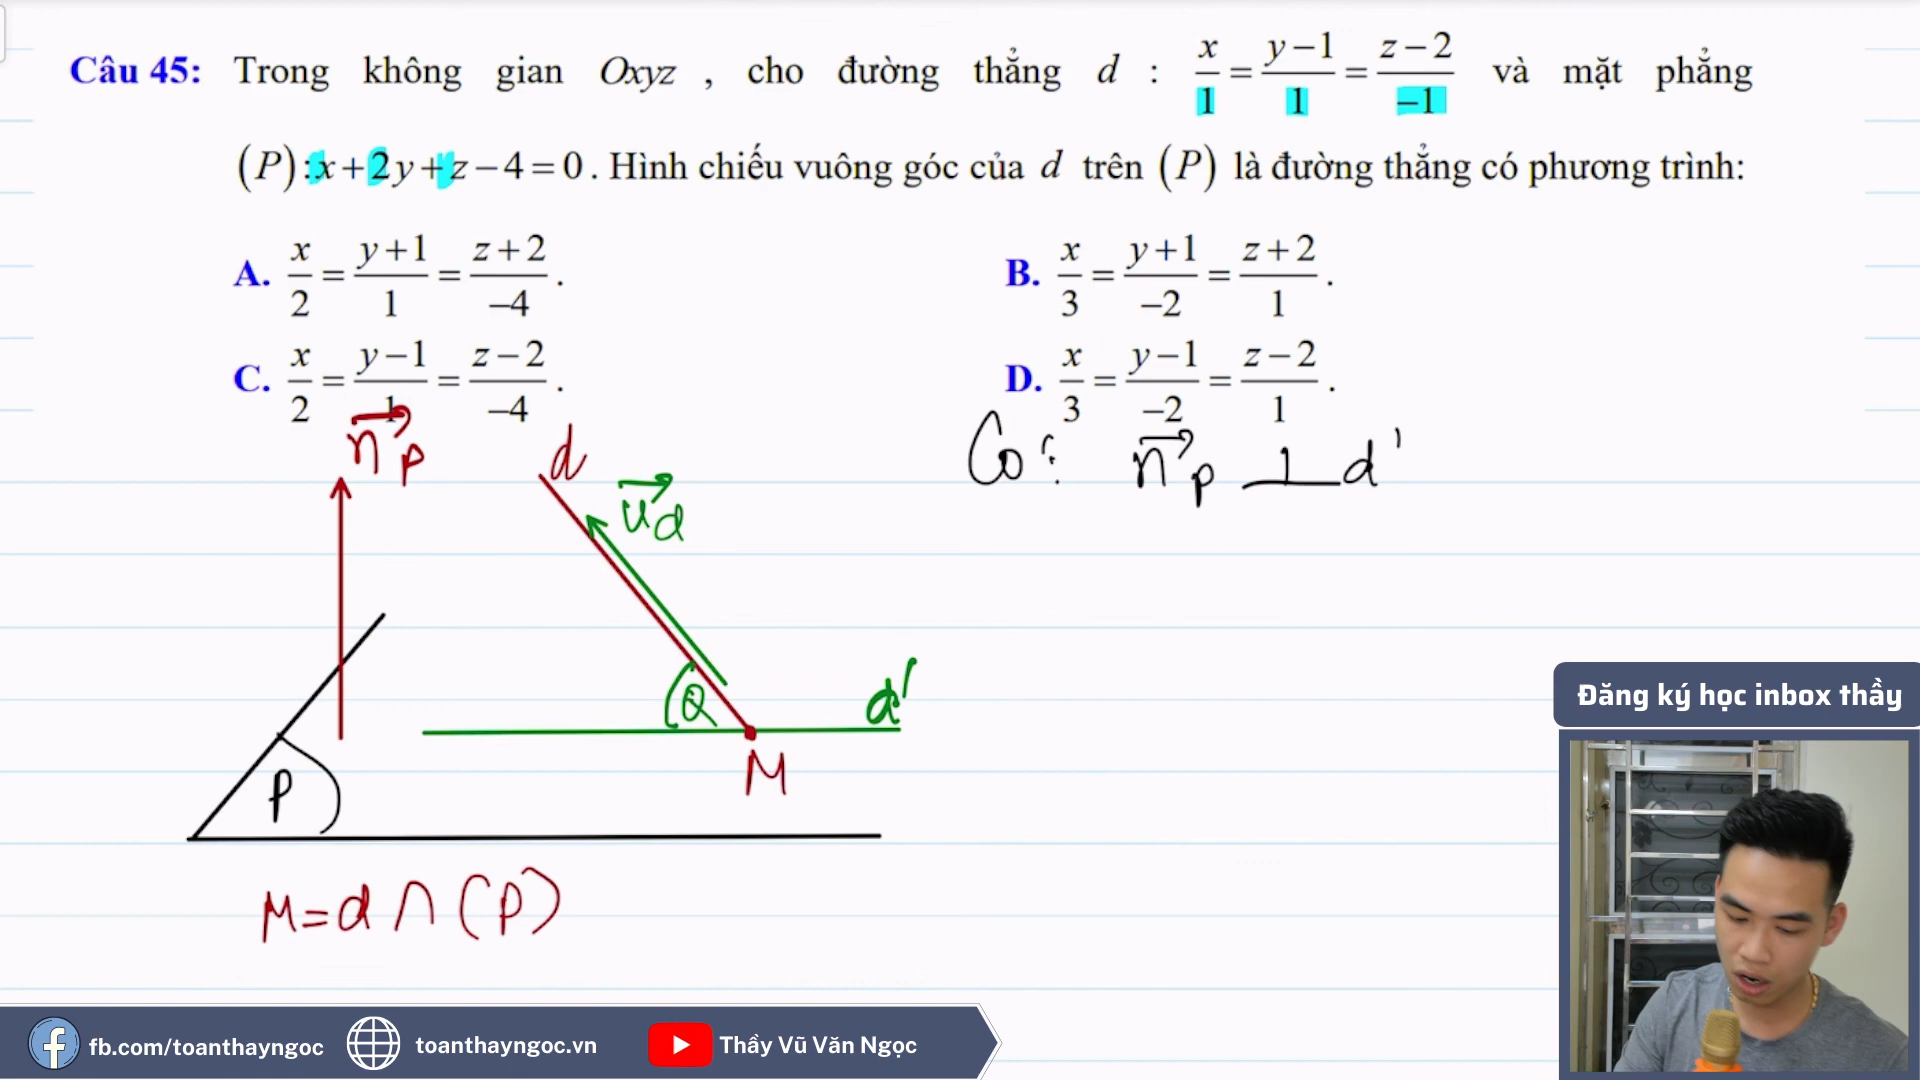 Câu 45: Trong không gian Oxyz , cho đường thẳng d : x/1 = y−1/1 = z−2/−1 và mặt phẳng
(P): x+2y+z−4=0. Hình chiếu vuông góc của d trên (P) là đường thẳng có phương trình:
A. x/2 = y+1/1 = z+2/−4 .
B. x/3 = y+1/−2 = z+2/1 .
C. x/2 = y−1/1 = z−2/−4 .
D. x/3 = y−1/−2 = z−2/1 .
n⃗p
d
u⃗d
Có: n⃗p ⊥ d'
Q
d'
M
P
M = d ∩ (P)
Đăng ký học inbox thầy
fb.com/toanthayngoc
toanthayngoc.vn
Thầy Vũ Văn Ngọc